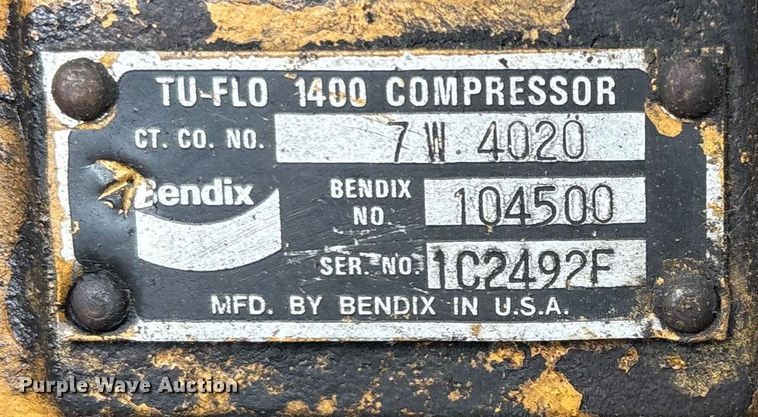 TU-FLO 1400 COMPRESSOR
CT. CO. NO. 7W 4020
Bendix
BENDIX NO. 104500
SER. NO. 1C2492F
MFD. BY BENDIX IN U.S.A.
Purple Wave Auction